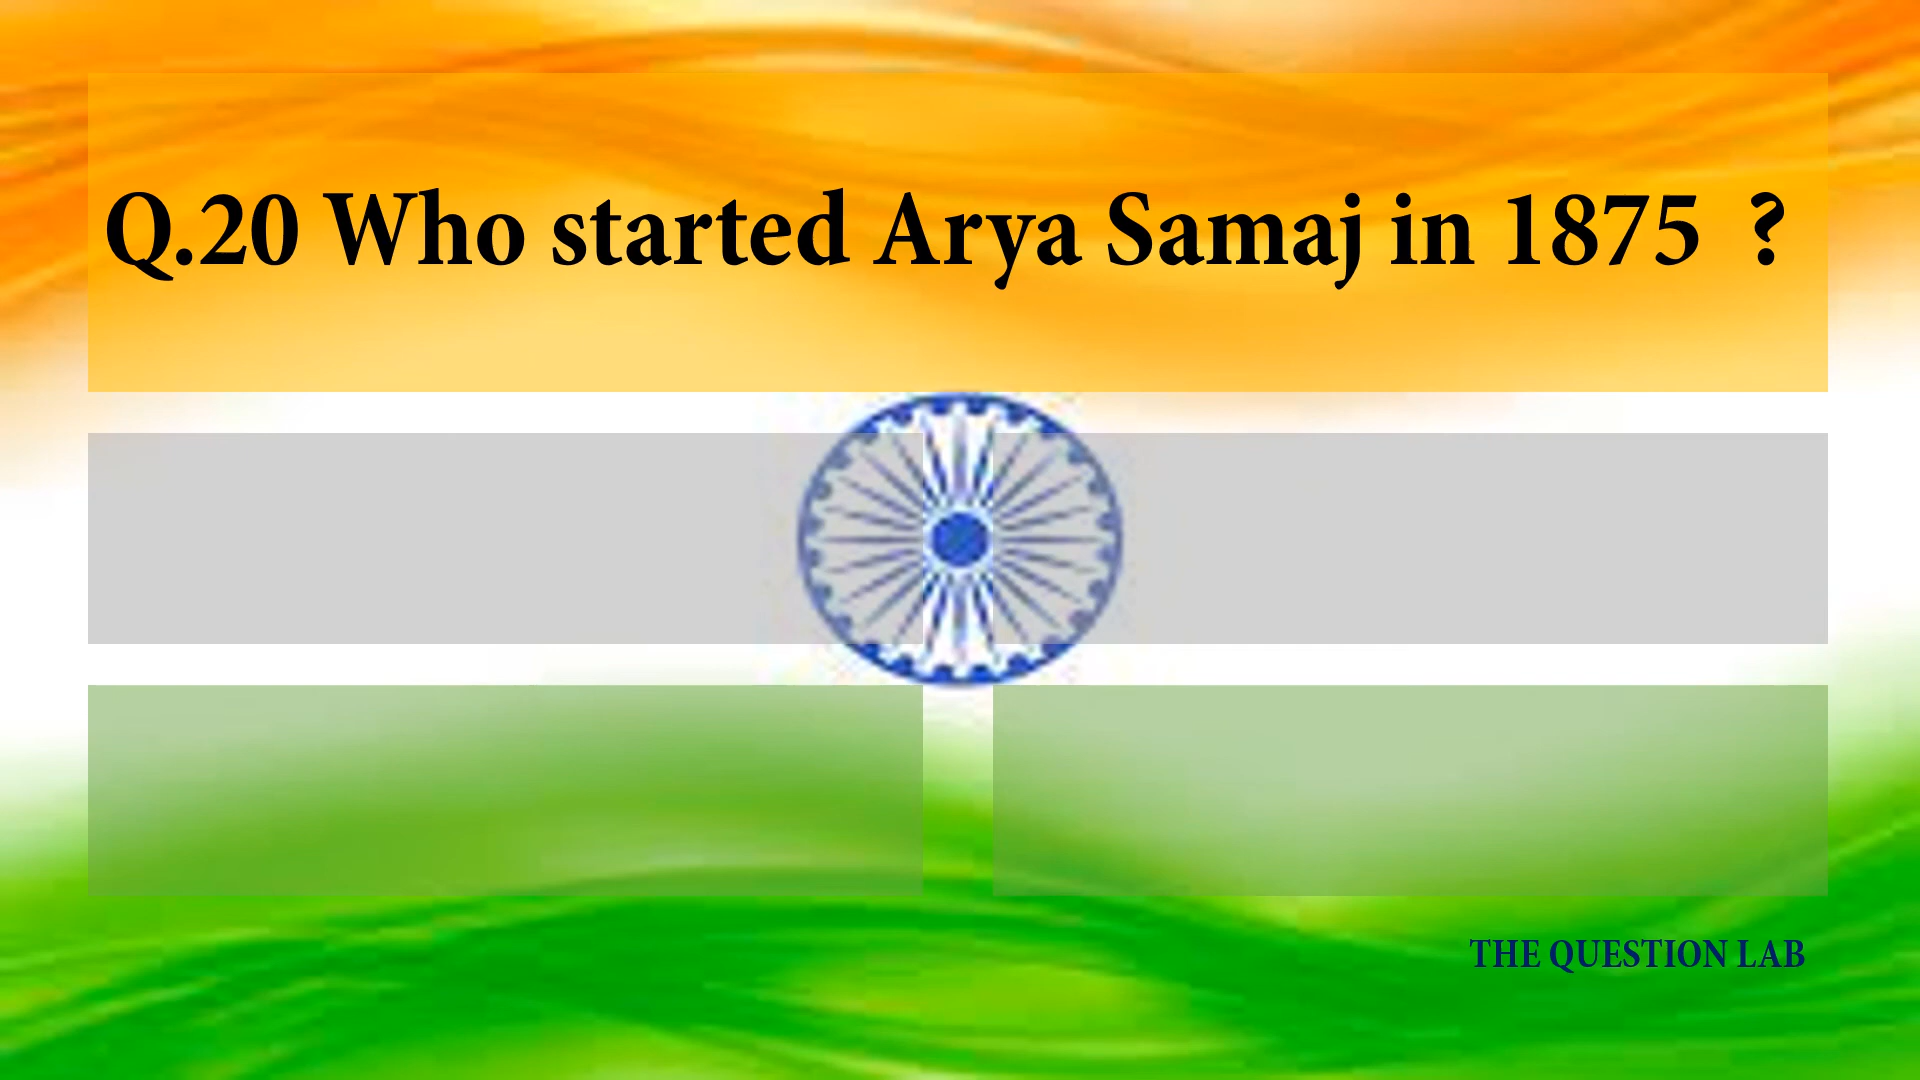 Q.20 Who started Arya Samaj in 1875  ?
THE QUESTION LAB